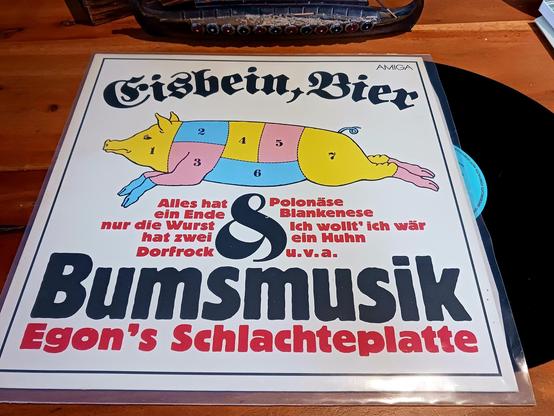 AMIGA
Eisbein, Bier
1
2
3
4
5
6
7
Alles hat
ein Ende
nur die Wurst
hat zwei
Dorfrock
&
Polonäse
Blankenese
Ich wollt' ich wär
ein Huhn
u.v.a.
Bumsmusik
Egon's Schlachteplatte